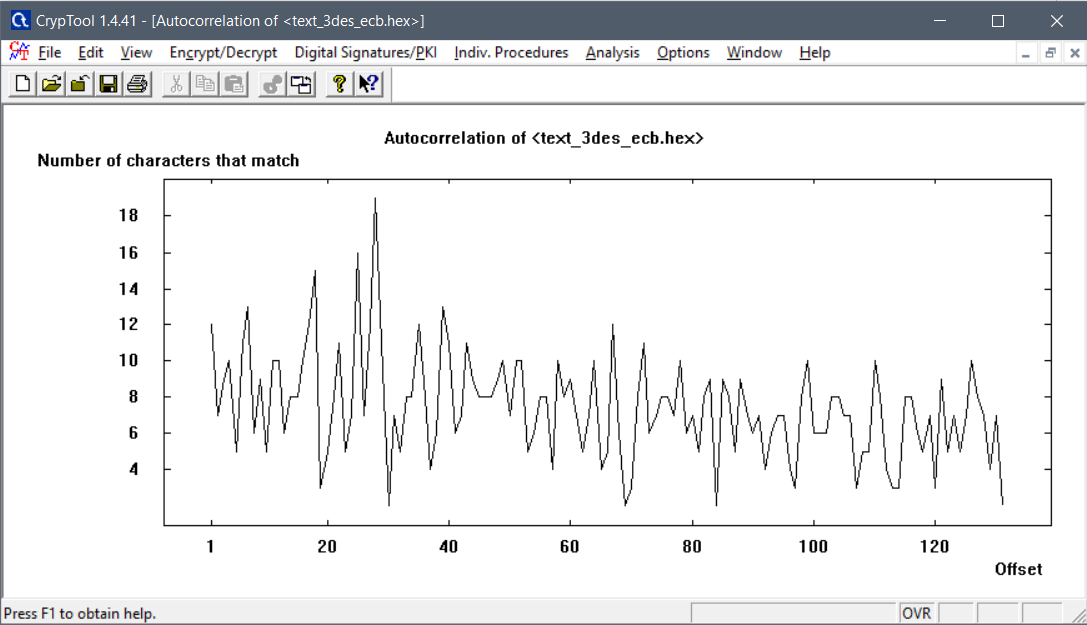 CrypTool 1.4.41 - [Autocorrelation of <text_3des_ecb.hex>]
File Edit View Encrypt/Decrypt Digital Signatures/PKI Indiv. Procedures Analysis Options Window Help
Autocorrelation of <text_3des_ecb.hex>
Number of characters that match
18
16
14
12
10
8
6
4
1 20 40 60 80 100 120
Offset
Press F1 to obtain help. OVR